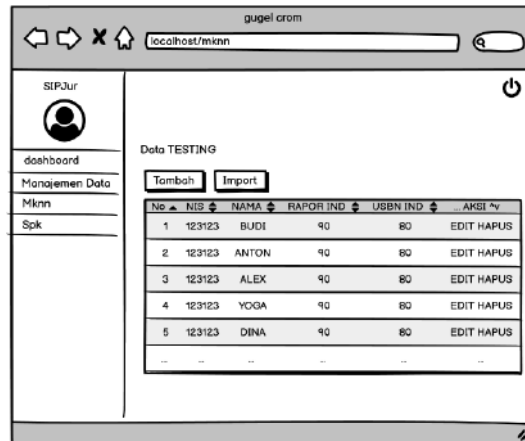 gugel crom
localhost/mknn
SIPJur
dashboard
Manajemen Data
Mknn
Spk
Data TESTING
Tambah Import
No NIS NAMA RAPOR IND USBN IND ... AKSI ^v
1 123123 BUDI 90 80 EDIT HAPUS
2 123123 ANTON 90 80 EDIT HAPUS
3 123123 ALEX 90 80 EDIT HAPUS
4 123123 YOGA 90 80 EDIT HAPUS
5 123123 DINA 90 80 EDIT HAPUS
... ... ... ... ... ...